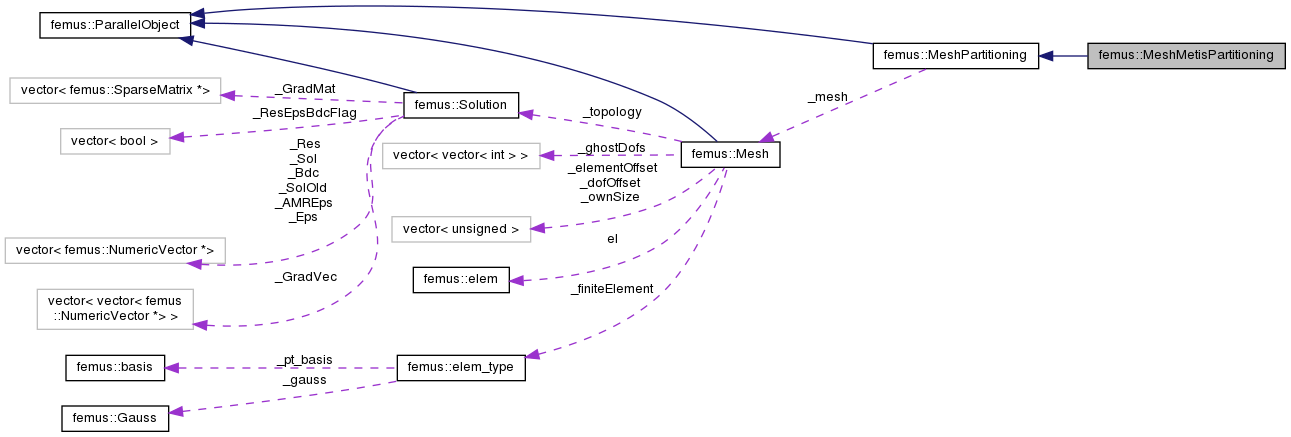 femus::ParallelObject
femus::MeshPartitioning
femus::MeshMetisPartitioning
vector< femus::SparseMatrix *>
_GradMat
femus::Solution
_mesh
_ResEpsBdcFlag
_topology
vector< bool >
_Res
_Sol
_Bdc
_SolOld
_AMREps
_Eps
vector< vector< int > >
_ghostDofs
femus::Mesh
_elementOffset
_dofOffset
_ownSize
vector< unsigned >
el
vector< femus::NumericVector *>
femus::elem
_GradVec
_finiteElement
vector< vector< femus
::NumericVector *> >
femus::basis
_pt_basis
femus::elem_type
_gauss
femus::Gauss